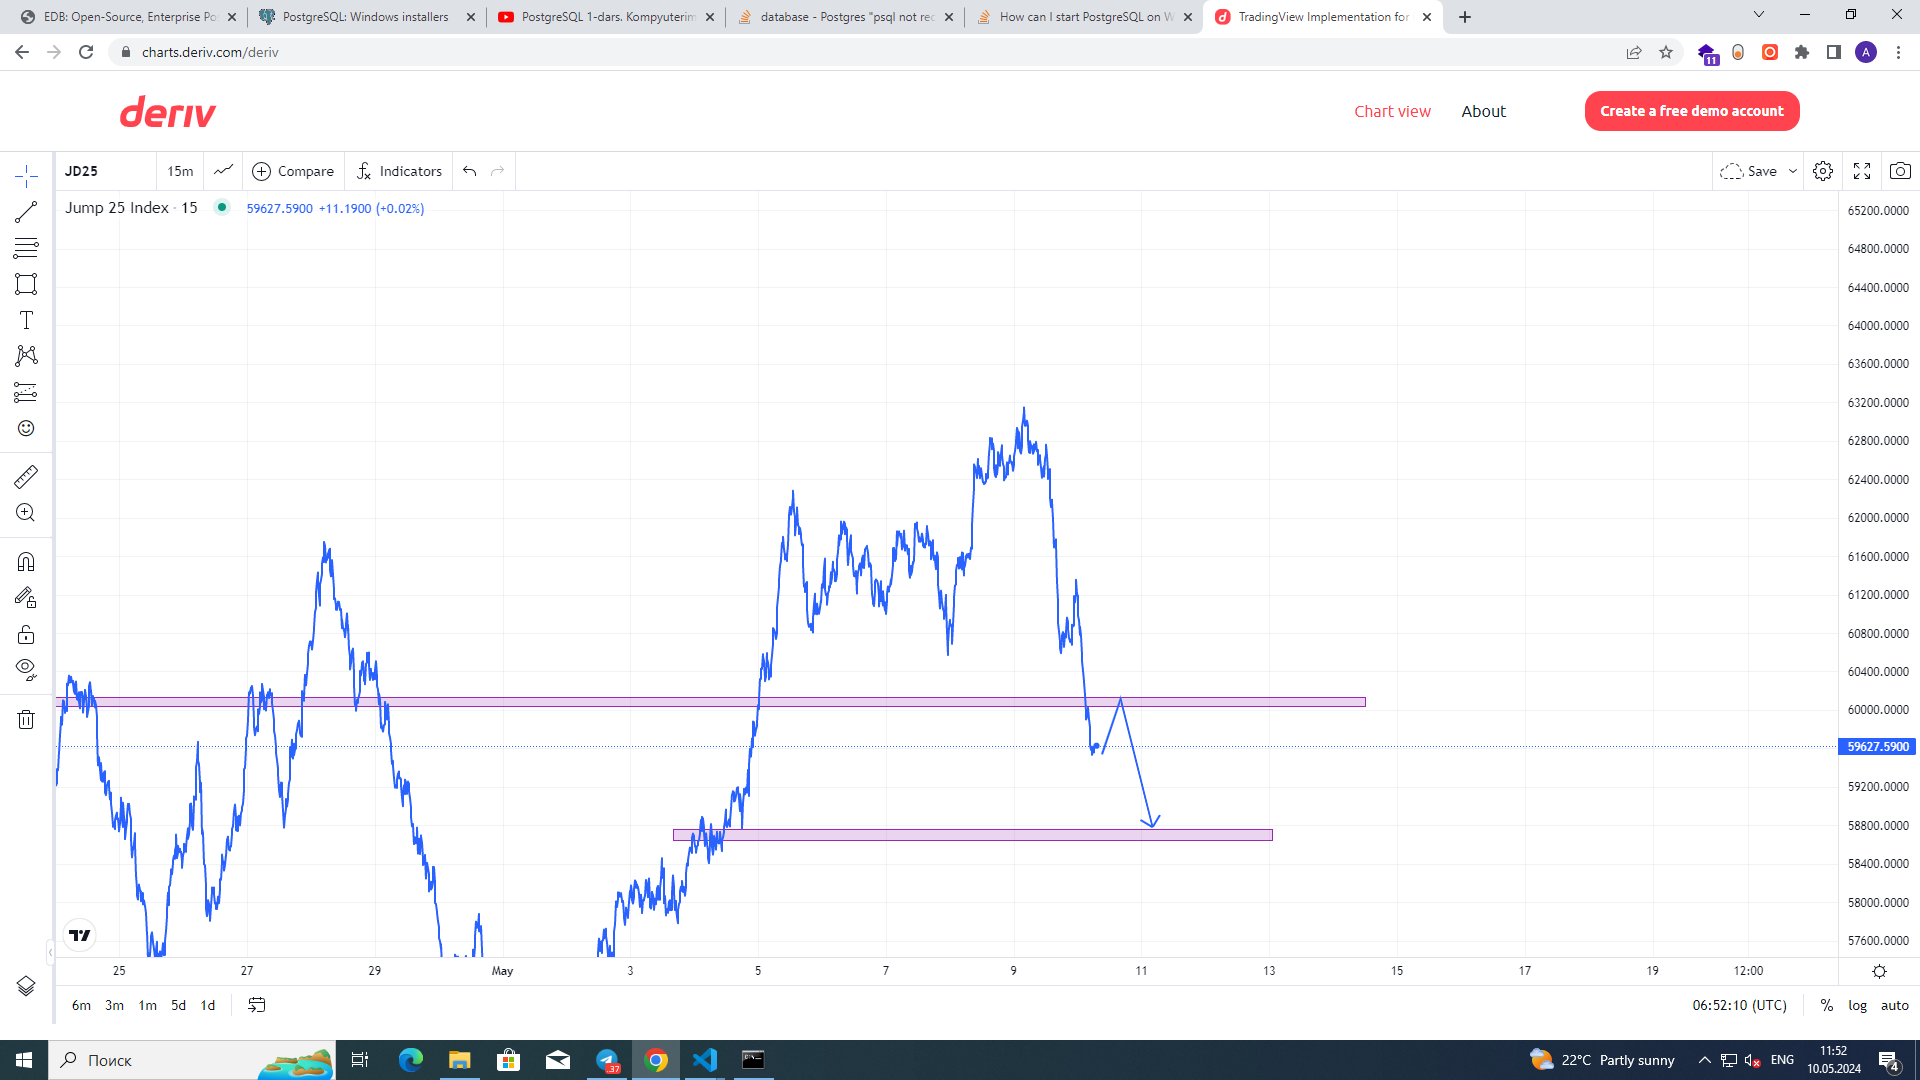 EDB: Open-Source, Enterprise Po
PostgreSQL: Windows installers
PostgreSQL 1-dars. Kompyuterim
database - Postgres "psql not rec
How can I start PostgreSQL on W
TradingView Implementation for
charts.deriv.com/deriv
11
A
deriv
Chart view
About
Create a free demo account
JD25
15m
Compare
Indicators
Save
Jump 25 Index · 15
59627.5900 +11.1900 (+0.02%)
65200.0000
64800.0000
64400.0000
64000.0000
63600.0000
63200.0000
62800.0000
62400.0000
62000.0000
61600.0000
61200.0000
60800.0000
60400.0000
60000.0000
59627.5900
59200.0000
58800.0000
58400.0000
58000.0000
57600.0000
25
27
29
May
3
5
7
9
11
13
15
17
19
12:00
6m
3m
1m
5d
1d
06:52:10 (UTC)
%
log
auto
Поиск
37
22°C Partly sunny
ENG
11:52
10.05.2024
4